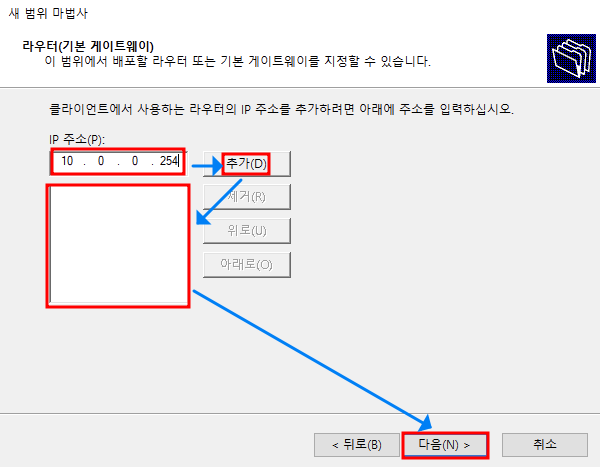 새 범위 마법사
라우터(기본 게이트웨이)
이 범위에서 배포할 라우터 또는 기본 게이트웨이를 지정할 수 있습니다.
클라이언트에서 사용하는 라우터의 IP 주소를 추가하려면 아래에 주소를 입력하십시오.
IP 주소(P):
10 . 0 . 0 . 254
추가(D)
제거(R)
위로(U)
아래로(O)
< 뒤로(B)
다음(N) >
취소